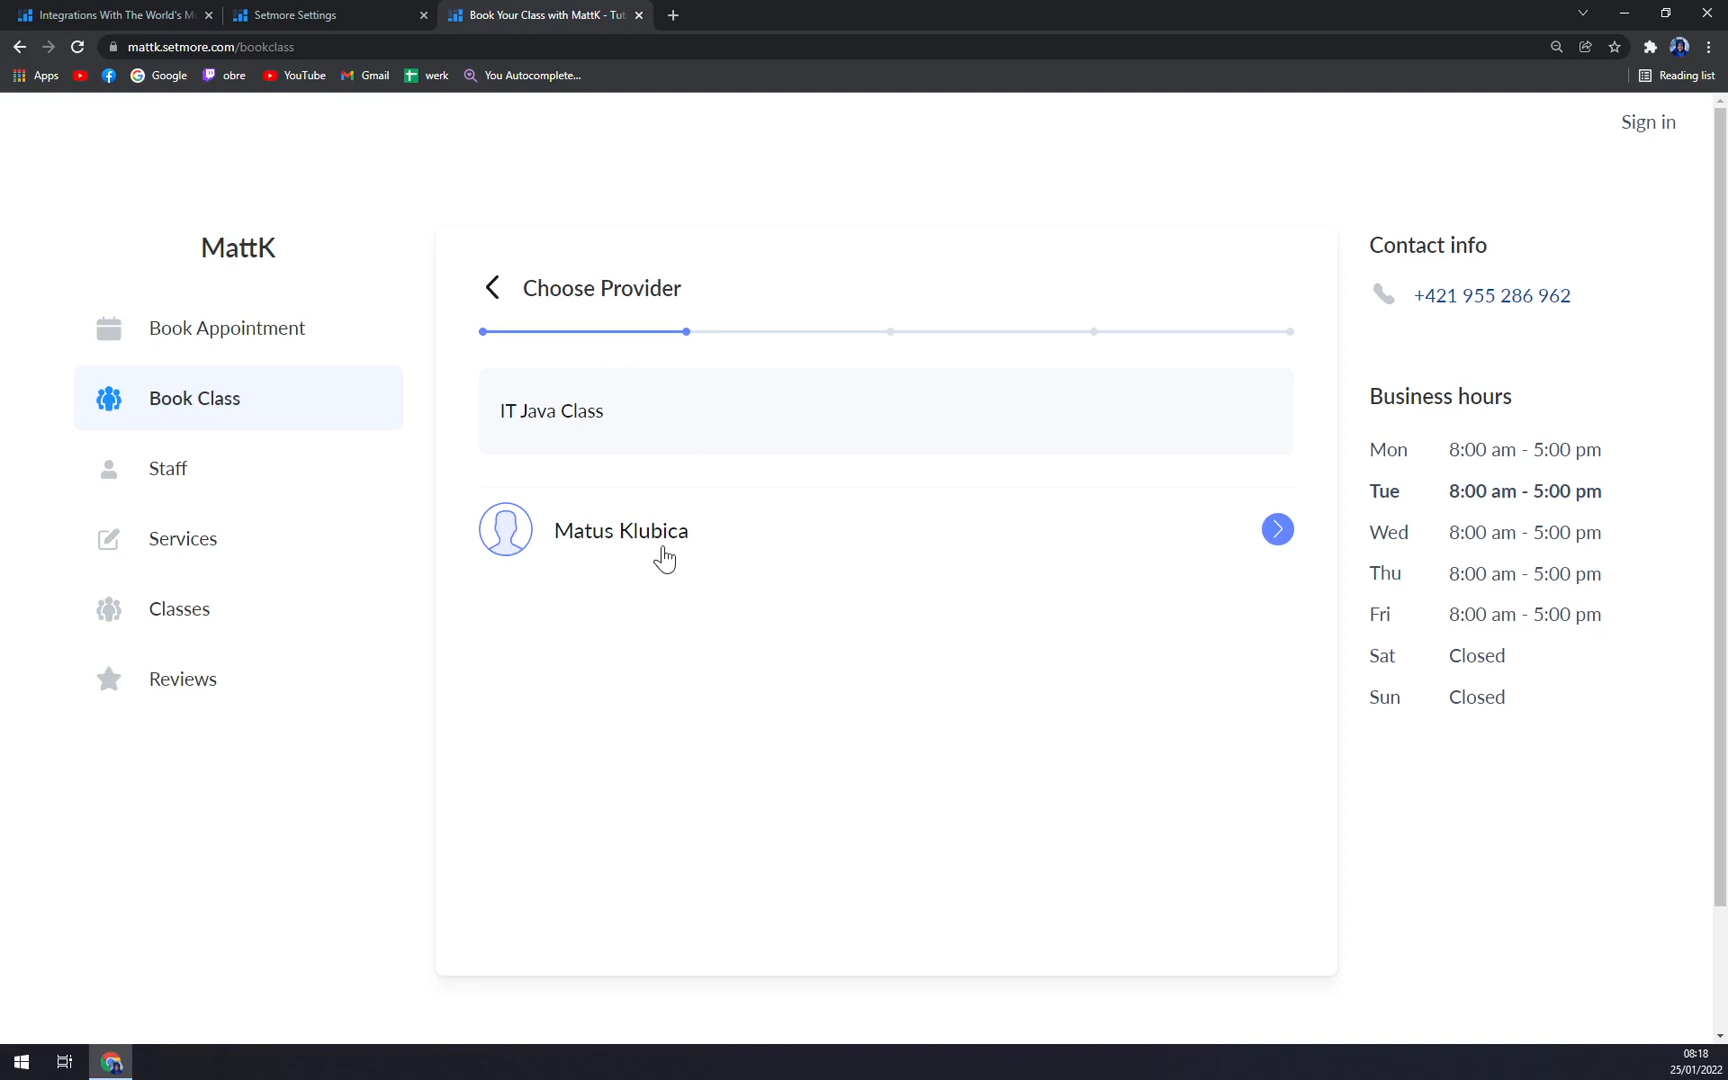 Integrations With The World's M
Setmore Settings
Book Your Class with MattK - Tut
mattk.setmore.com/bookclass
Apps
Google
obre
YouTube
Gmail
werk
You Autocomplete...
Reading list
Sign in
MattK
Book Appointment
Book Class
Staff
Services
Classes
Reviews
Choose Provider
IT Java Class
Matus Klubica
Contact info
+421 955 286 962
Business hours
Mon 8:00 am - 5:00 pm
Tue 8:00 am - 5:00 pm
Wed 8:00 am - 5:00 pm
Thu 8:00 am - 5:00 pm
Fri 8:00 am - 5:00 pm
Sat Closed
Sun Closed
08:18
25/01/2022